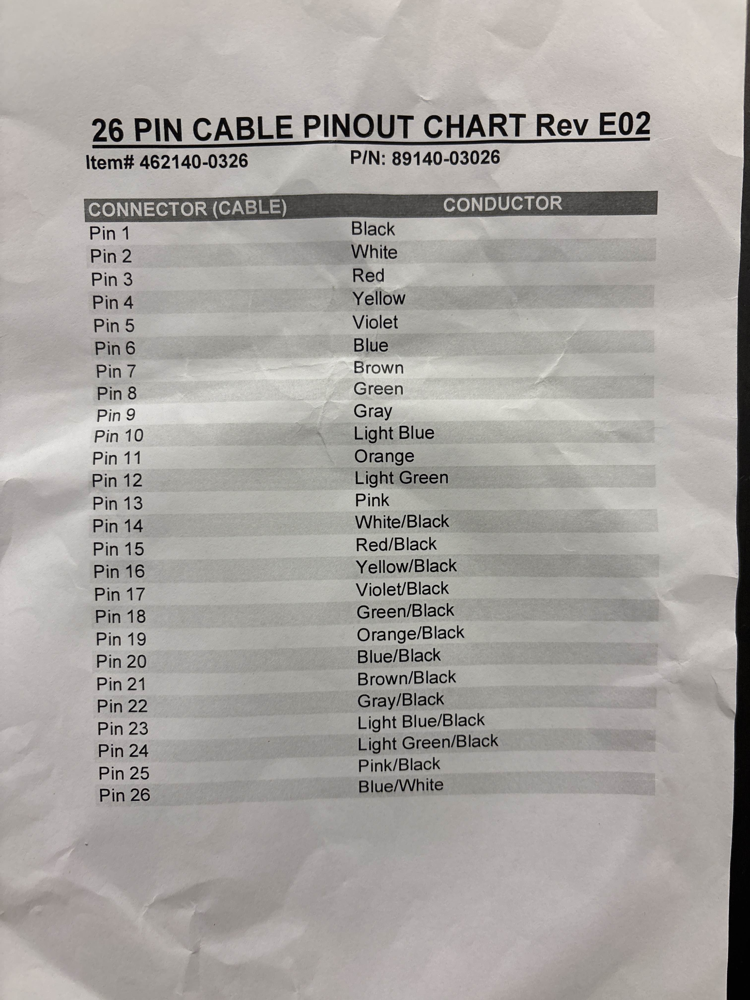 26 PIN CABLE PINOUT CHART Rev E02
Item# 462140-0326 P/N: 89140-03026
CONNECTOR (CABLE) CONDUCTOR
Pin 1 Black
Pin 2 White
Pin 3 Red
Pin 4 Yellow
Pin 5 Violet
Pin 6 Blue
Pin 7 Brown
Pin 8 Green
Pin 9 Gray
Pin 10 Light Blue
Pin 11 Orange
Pin 12 Light Green
Pin 13 Pink
Pin 14 White/Black
Pin 15 Red/Black
Pin 16 Yellow/Black
Pin 17 Violet/Black
Pin 18 Green/Black
Pin 19 Orange/Black
Pin 20 Blue/Black
Pin 21 Brown/Black
Pin 22 Gray/Black
Pin 23 Light Blue/Black
Pin 24 Light Green/Black
Pin 25 Pink/Black
Pin 26 Blue/White